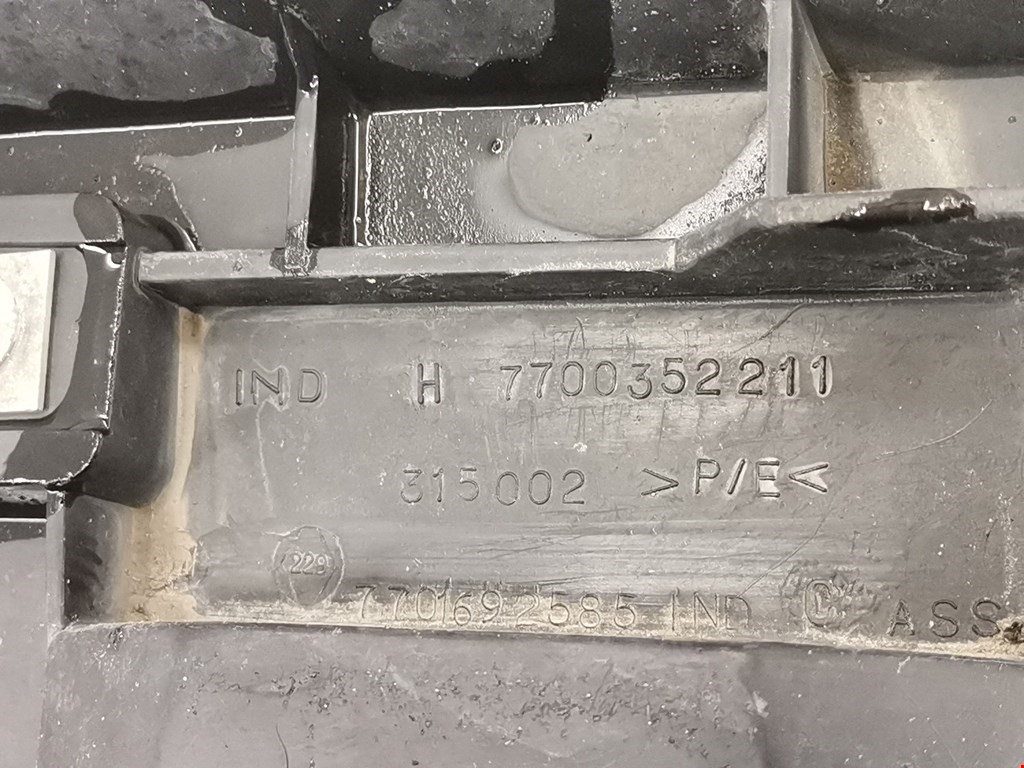 IND H 7700352211
315002 >P/E<
229
7701692585 IND C ASS